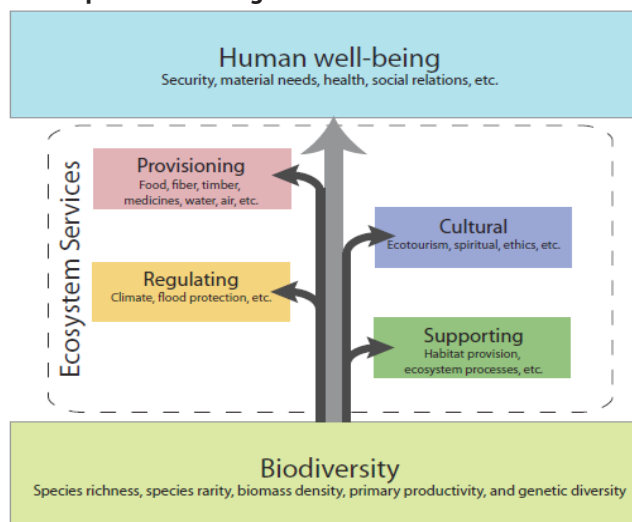 Human well-being
Security, material needs, health, social relations, etc.
Ecosystem Services
Provisioning
Food, fiber, timber,
medicines, water, air, etc.
Cultural
Ecotourism, spiritual, ethics, etc.
Regulating
Climate, flood protection, etc.
Supporting
Habitat provision,
ecosystem processes, etc.
Biodiversity
Species richness, species rarity, biomass density, primary productivity, and genetic diversity